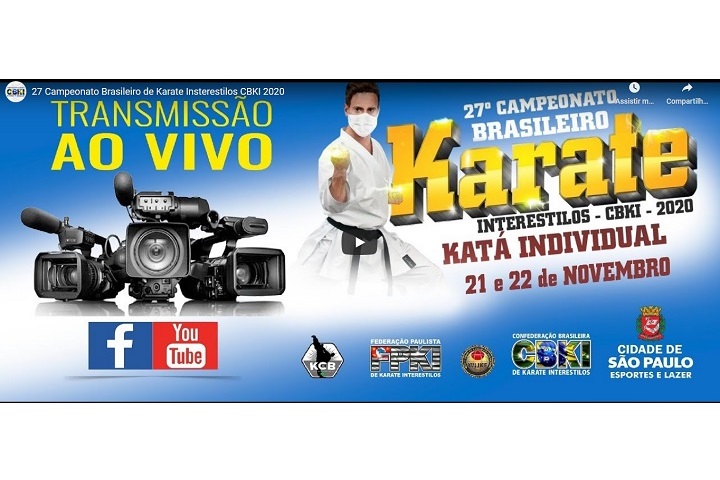 CBKI
27 Campeonato Brasileiro de Karate Insterestilos CBKI 2020
Assistir m...
Compartilh...
TRANSMISSÃO
AO VIVO
27º CAMPEONATO
BRASILEIRO
Karate
INTERESTILOS - CBKI - 2020
KATÁ INDIVIDUAL
21 e 22 de NOVEMBRO
f
You
Tube
KCB
FEDERAÇÃO PAULISTA
FPKI
DE KARATE INTERESTILOS
CONFEDERAÇÃO BRASILEIRA
CBKI
DE KARATE INTERESTILOS
CIDADE DE
SÃO PAULO
ESPORTES E LAZER